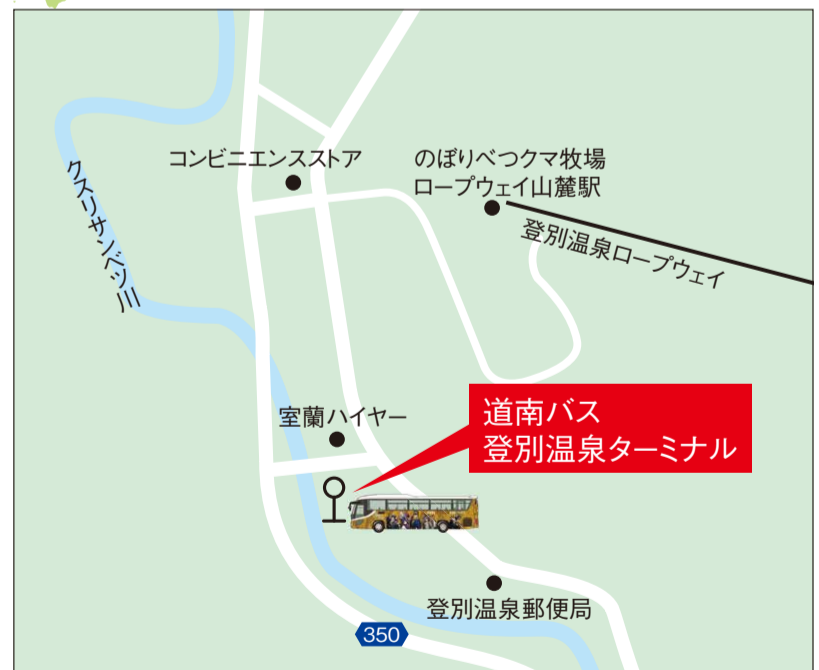 コンビニエンスストア
のぼりべつクマ牧場
ロープウェイ山麓駅
登別温泉ロープウェイ
クスリサンベツ川
室蘭ハイヤー
道南バス
登別温泉ターミナル
登別温泉郵便局
350